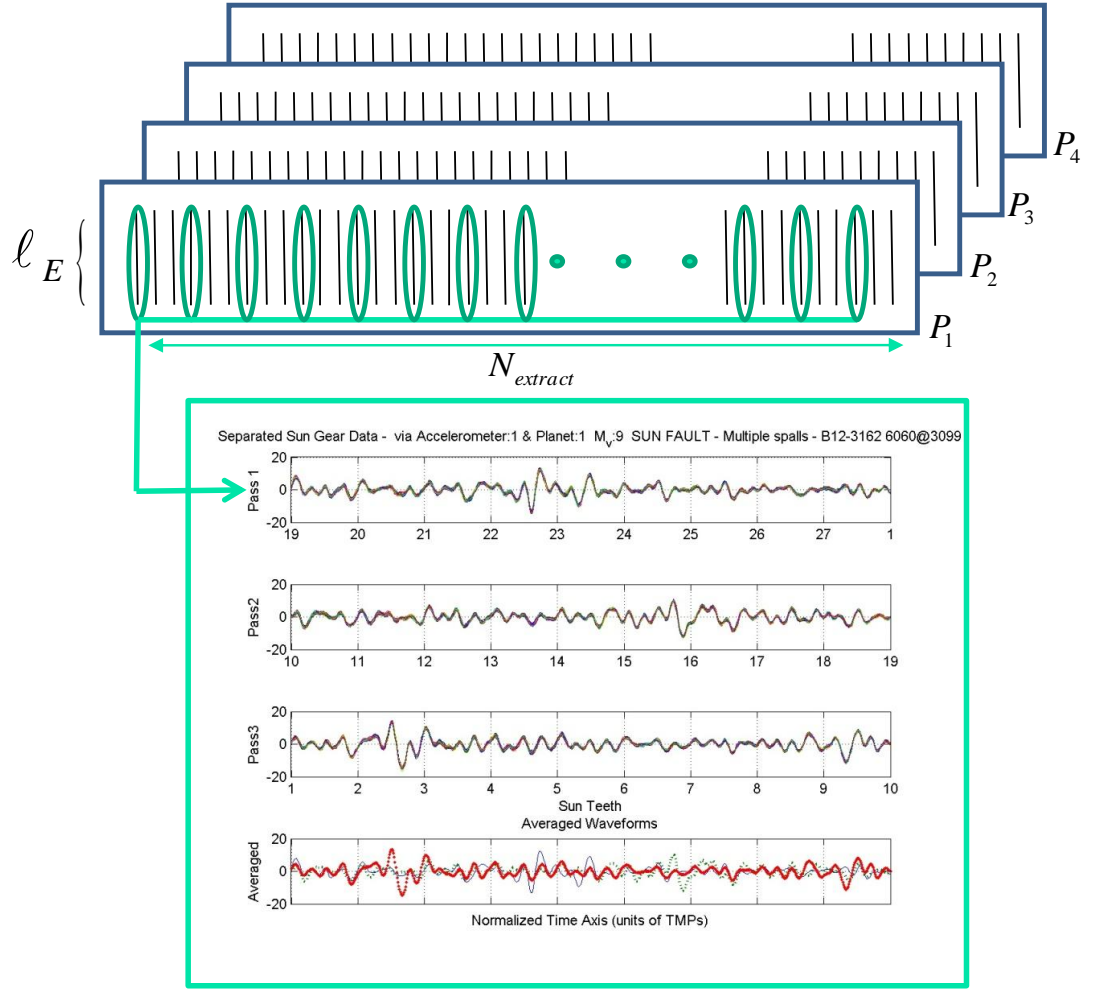 P4
P3
P2
P1
ℓ E {
N extract
Separated Sun Gear Data - via Accelerometer:1 & Planet:1 Mv:9 SUN FAULT - Multiple spalls - B12-3162 6060@3099
Pass 1
20
0
-20
19 20 21 22 23 24 25 26 27 1
Pass2
20
0
-20
10 11 12 13 14 15 16 17 18 19
Pass3
20
0
-20
1 2 3 4 5 6 7 8 9 10
Sun Teeth
Averaged Waveforms
Averaged
20
0
-20
Normalized Time Axis (units of TMPs)